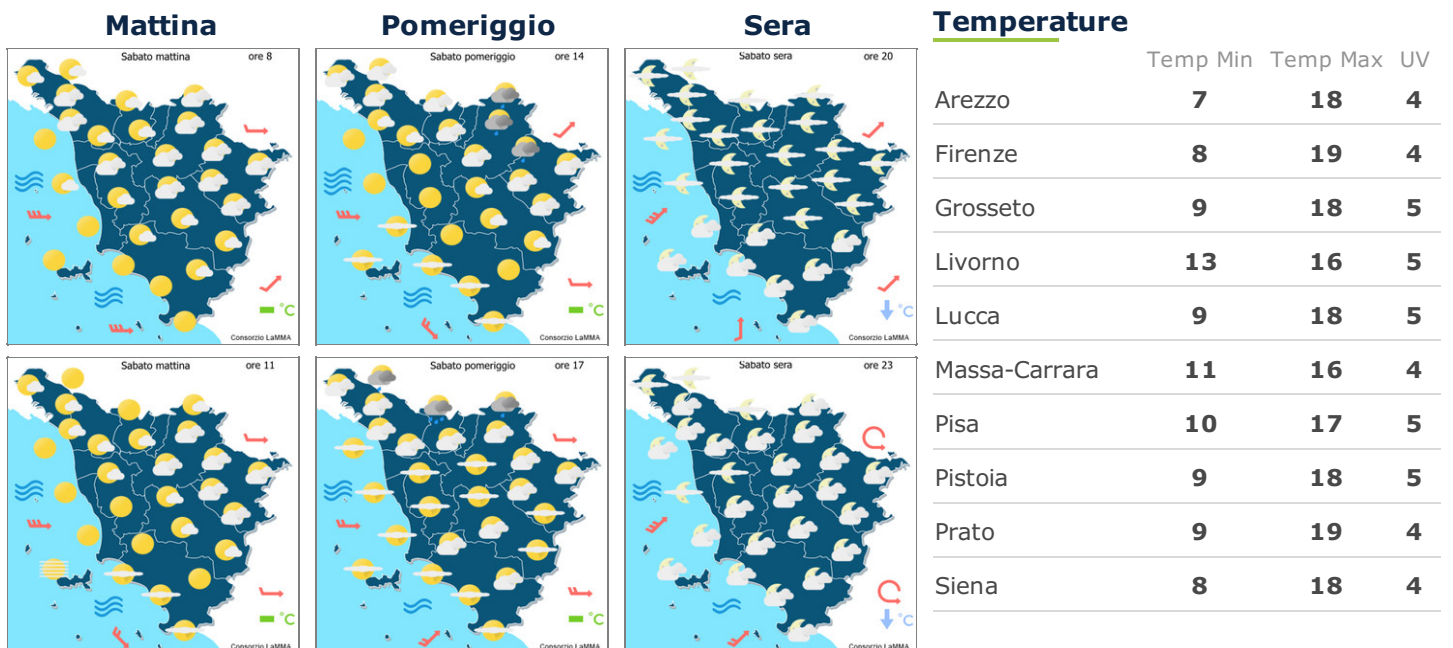 Mattina
Pomeriggio
Sera
Sabato mattina ore 8
°C
Consorzio LaMMA
Sabato pomeriggio ore 14
°C
Consorzio LaMMA
Sabato sera ore 20
°C
Consorzio LaMMA
Sabato mattina ore 11
°C
Consorzio LaMMA
Sabato pomeriggio ore 17
°C
Consorzio LaMMA
Sabato sera ore 23
°C
Consorzio LaMMA
Temperature
Temp Min Temp Max UV
Arezzo 7 18 4
Firenze 8 19 4
Grosseto 9 18 5
Livorno 13 16 5
Lucca 9 18 5
Massa-Carrara 11 16 4
Pisa 10 17 5
Pistoia 9 18 5
Prato 9 19 4
Siena 8 18 4